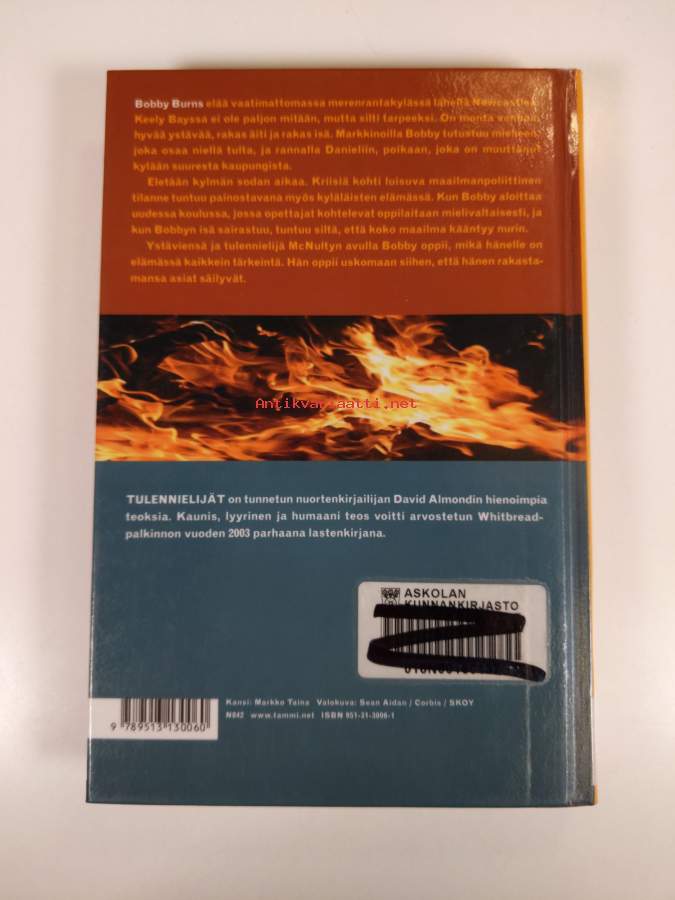 Bobby Burns elää vaatimattomassa merenrantakylässä lähellä Newcastlea.
Keely Bayssa ei ole paljon mitään, mutta silti tarpeeksi. On monta vanhaa
hyvää ystävää, rakas äiti ja rakas isä. Markkinoilla Bobby tutustuu mieheen,
joka osaa niellä tulta, ja rannalla Danieliin, poikaan, joka on muuttanut
kylään suuresta kaupungista.
Eletään kylmän sodan aikaa. Kriisiä kohti luisuva maailmanpoliittinen
tilanne tuntuu painostavana myös kyläläisten elämässä. Kun Bobby aloittaa
uudessa koulussa, jossa opettajat kohtelevat oppilaitaan mielivaltaisesti, ja
kun Bobbyn isä sairastuu, tuntuu siltä, että koko maailma kääntyy nurin.
Ystäviensä ja tulennielijä McNultyn avulla Bobby oppii, mikä hänelle on
elämässä kaikkein tärkeintä. Hän oppii uskomaan siihen, että hänen rakasta-
mansa asiat säilyvät.
Antikvariaatti.net
TULENNIELIJÄT on tunnetun nuortenkirjailijan David Almondin hienoimpia
teoksia. Kaunis, lyyrinen ja humaani teos voitti arvostetun Whitbread-
palkinnon vuoden 2003 parhaana lastenkirjana.
ASKOLAN
KUNNANKIRJASTO
Kansi: Markko Taina Valokuva: Sean Aidan / Corbis / SKOY
N842 www.tammi.net ISBN 951-31-3006-1
9 789513 130060